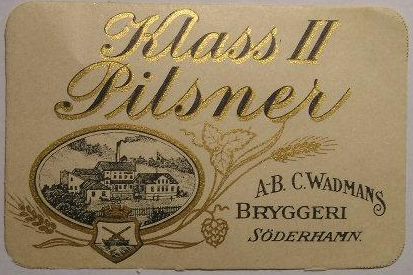 Klass II
Pilsner
A-B. C. WADMANS
BRYGGERI
SÖDERHAMN.